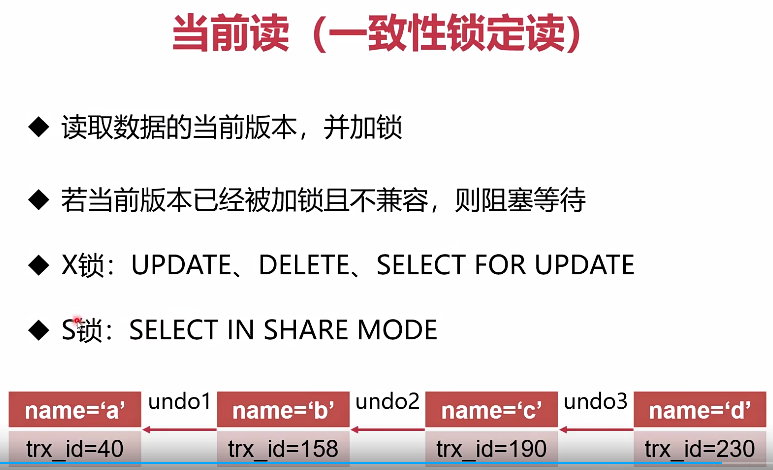 当前读（一致性锁定读）
◆ 读取数据的当前版本，并加锁
◆ 若当前版本已经被加锁且不兼容，则阻塞等待
◆ X锁：UPDATE、DELETE、SELECT FOR UPDATE
◆ S锁：SELECT IN SHARE MODE
name=‘a’ undo1 name=‘b’ undo2 name=‘c’ undo3 name=‘d’
trx_id=40 trx_id=158 trx_id=190 trx_id=230